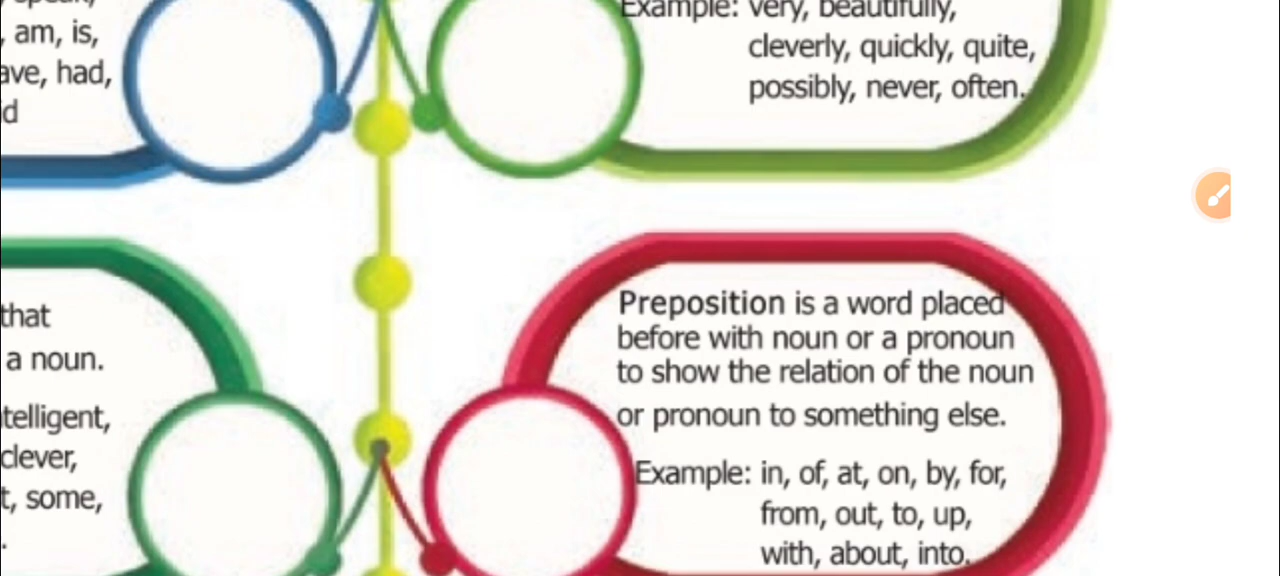 , am, is,
ave, had,
d
Example: very, beautifully,
cleverly, quickly, quite,
possibly, never, often.
that
a noun.
telligent,
clever,
t, some,
.
Preposition is a word placed
before with noun or a pronoun
to show the relation of the noun
or pronoun to something else.
Example: in, of, at, on, by, for,
from, out, to, up,
with, about, into.